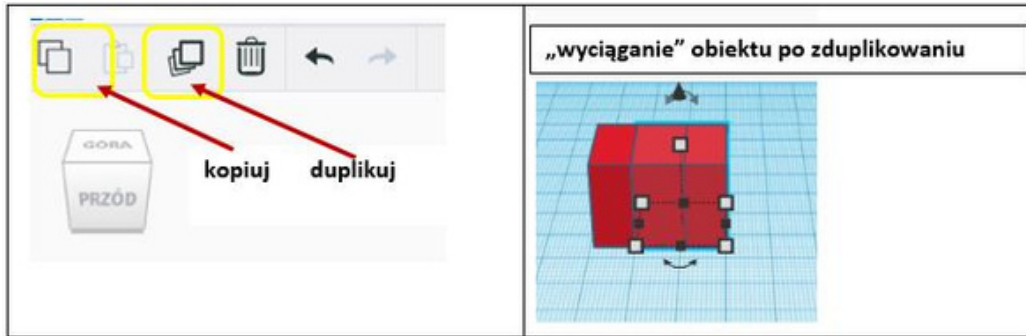 GÓRA
PRZÓD
kopiuj duplikuj
„wyciąganie” obiektu po zduplikowaniu